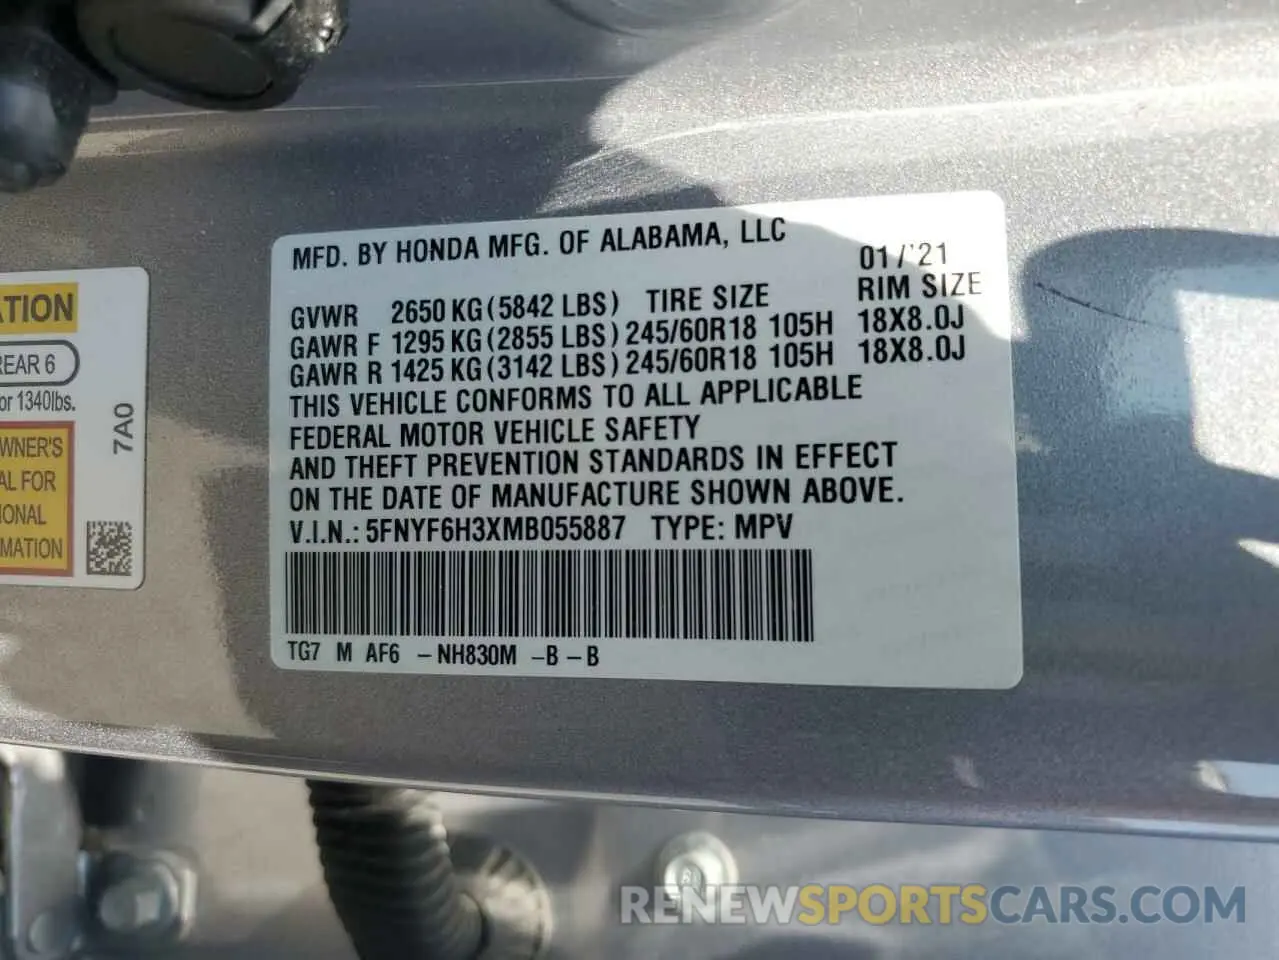 MFD. BY HONDA MFG. OF ALABAMA, LLC
01/'21
GVWR 2650 KG (5842 LBS) TIRE SIZE RIM SIZE
GAWR F 1295 KG (2855 LBS) 245/60R18 105H 18X8.0J
GAWR R 1425 KG (3142 LBS) 245/60R18 105H 18X8.0J
THIS VEHICLE CONFORMS TO ALL APPLICABLE
FEDERAL MOTOR VEHICLE SAFETY
AND THEFT PREVENTION STANDARDS IN EFFECT
ON THE DATE OF MANUFACTURE SHOWN ABOVE.
V.I.N.: 5FNYF6H3XMB055887 TYPE: MPV
TG7 M AF6 -NH830M -B-B
ATION
REAR 6
or 1340lbs.
WNER'S
AL FOR
IONAL
MATION
7A0
RENEWSPORTSCARS.COM